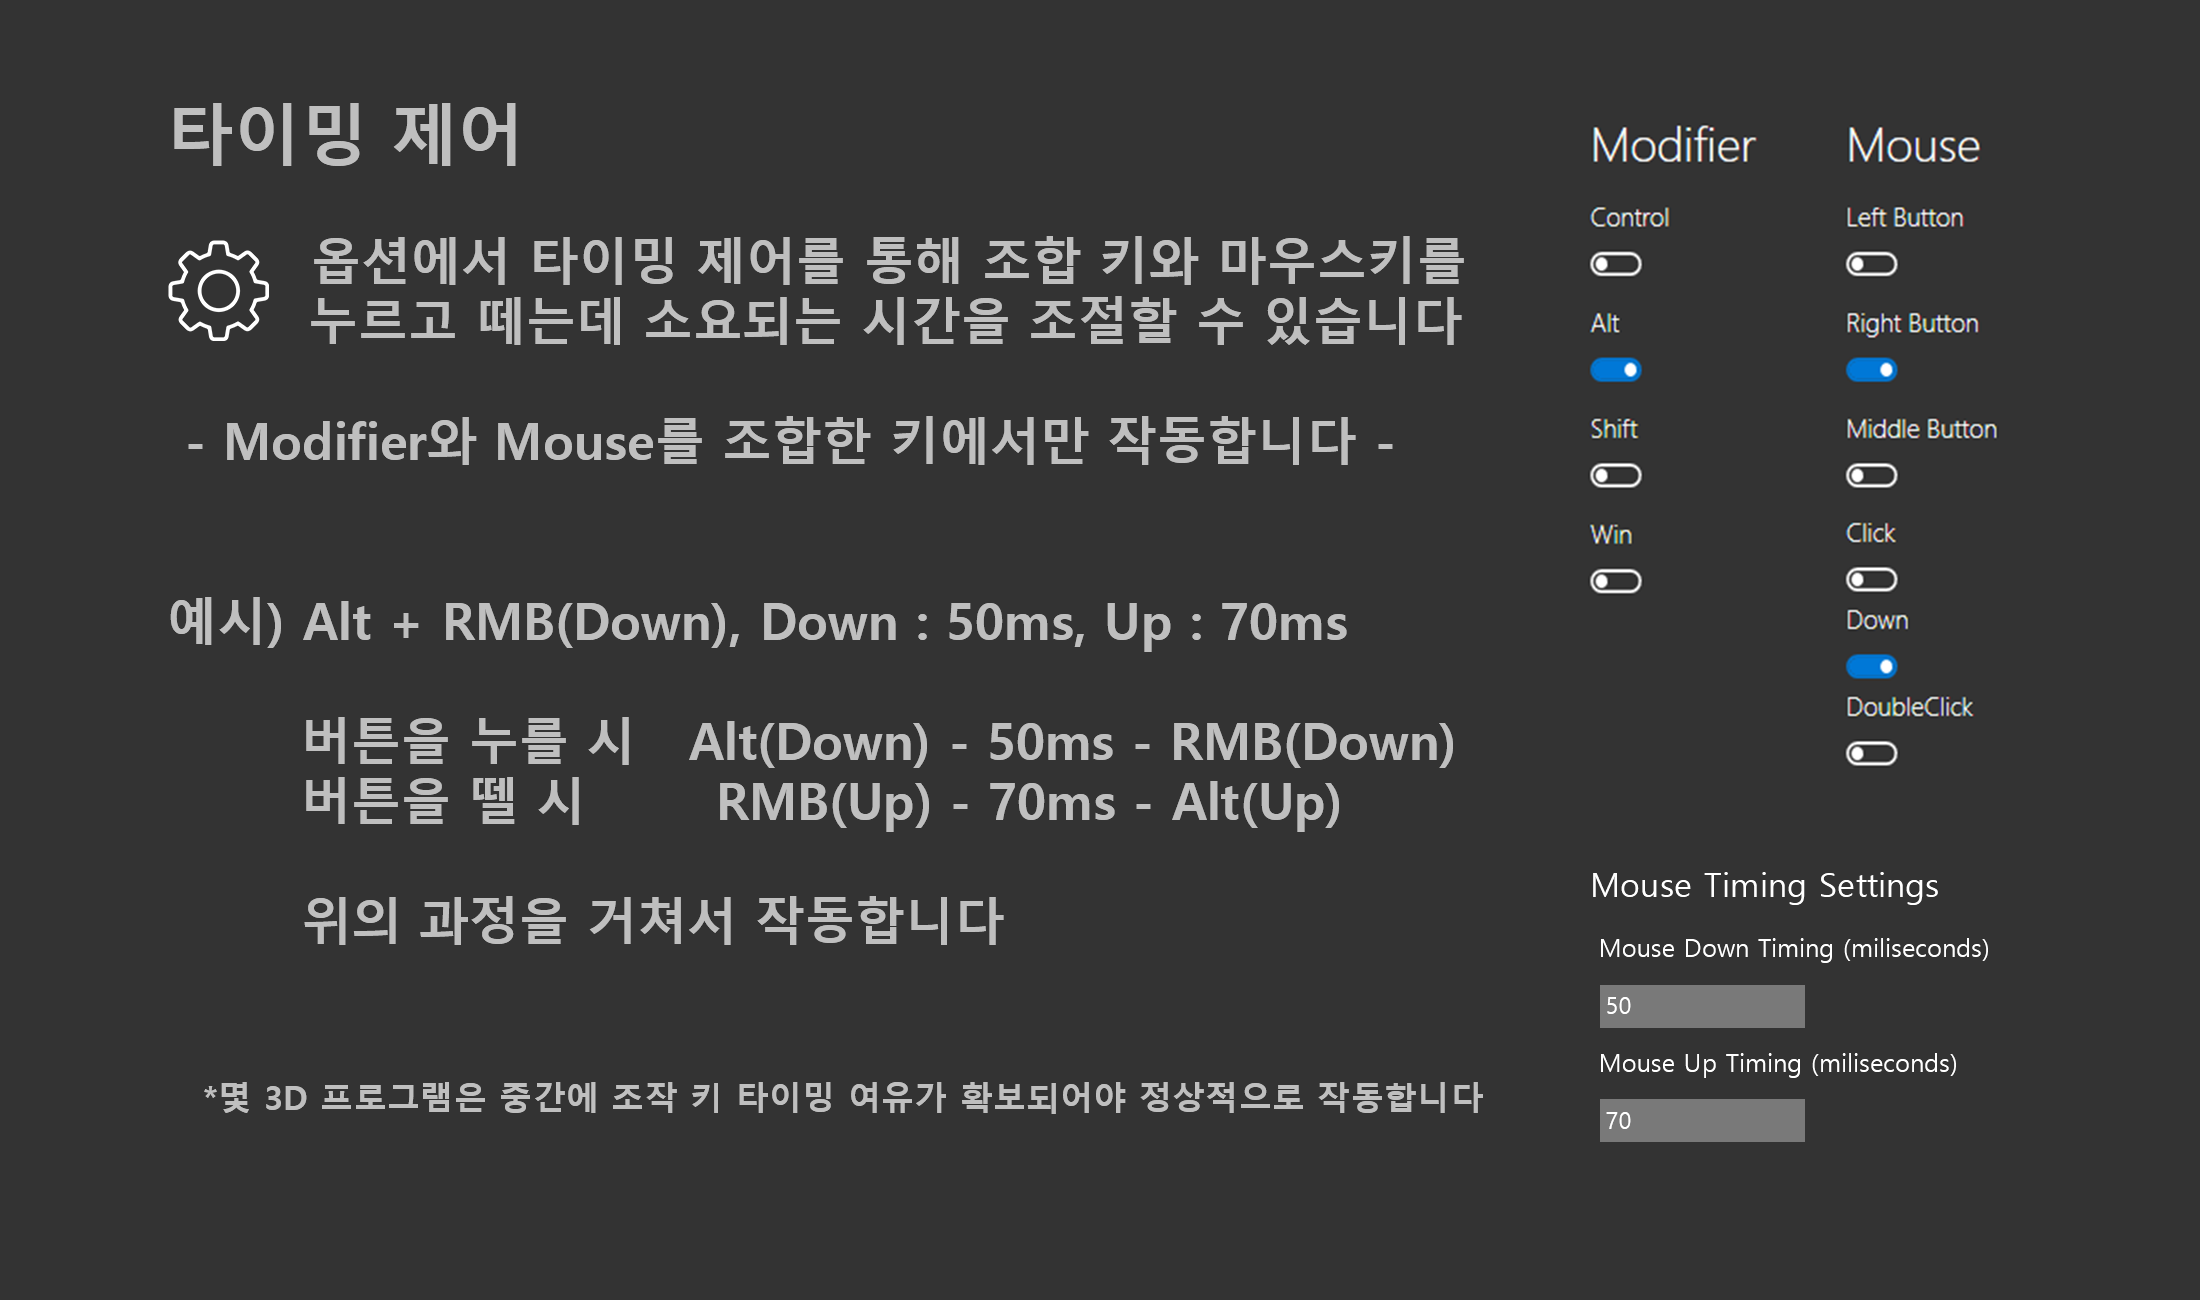 타이밍 제어
옵션에서 타이밍 제어를 통해 조합 키와 마우스키를
누르고 떼는데 소요되는 시간을 조절할 수 있습니다
- Modifier와 Mouse를 조합한 키에서만 작동합니다 -
예시) Alt + RMB(Down), Down : 50ms, Up : 70ms
버튼을 누를 시 Alt(Down) - 50ms - RMB(Down)
버튼을 뗄 시 RMB(Up) - 70ms - Alt(Up)
위의 과정을 거쳐서 작동합니다
*몇 3D 프로그램은 중간에 조작 키 타이밍 여유가 확보되어야 정상적으로 작동합니다
Modifier
Control
Alt
Shift
Win
Mouse
Left Button
Right Button
Middle Button
Click
Down
DoubleClick
Mouse Timing Settings
Mouse Down Timing (miliseconds)
50
Mouse Up Timing (miliseconds)
70